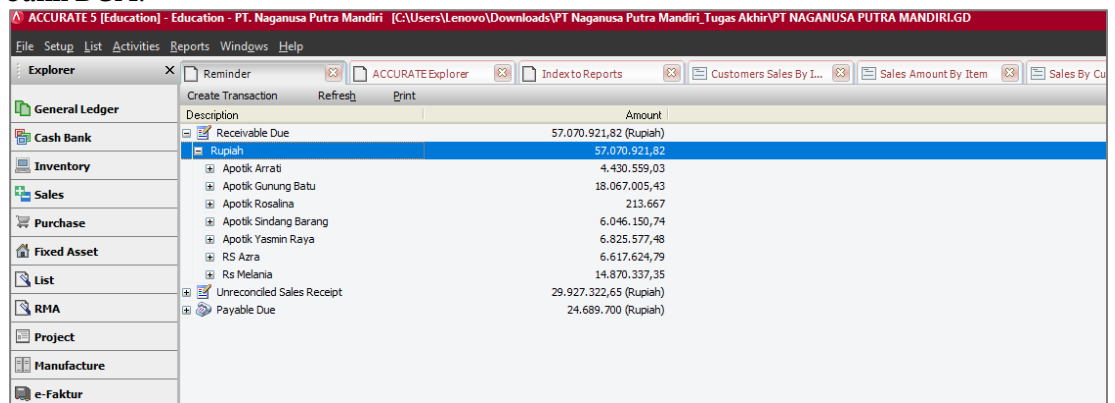 ACCURATE 5 [Education] - Education - PT. Naganusa Putra Mandiri [C:\Users\Lenovo\Downloads\PT Naganusa Putra Mandiri_Tugas Akhir\PT NAGANUSA PUTRA MANDIRI.GD
File Setup List Activities Reports Windows Help
Explorer X Reminder ACCURATE Explorer Index to Reports Customers Sales By I... Sales Amount By Item Sales By Cu
Create Transaction Refresh Print
Description Amount
General Ledger
Cash Bank
Inventory
Sales
Purchase
Fixed Asset
List
RMA
Project
Manufacture
e-Faktur
Receivable Due 57.070.921,82 (Rupiah)
Rupiah 57.070.921,82
Apotik Arrati 4.430.559,03
Apotik Gunung Batu 18.067.005,43
Apotik Rosalina 213.667
Apotik Sindang Barang 6.046.150,74
Apotik Yasmin Raya 6.825.577,48
RS Azra 6.617.624,79
Rs Melania 14.870.337,35
Unreconciled Sales Receipt 29.927.322,65 (Rupiah)
Payable Due 24.689.700 (Rupiah)